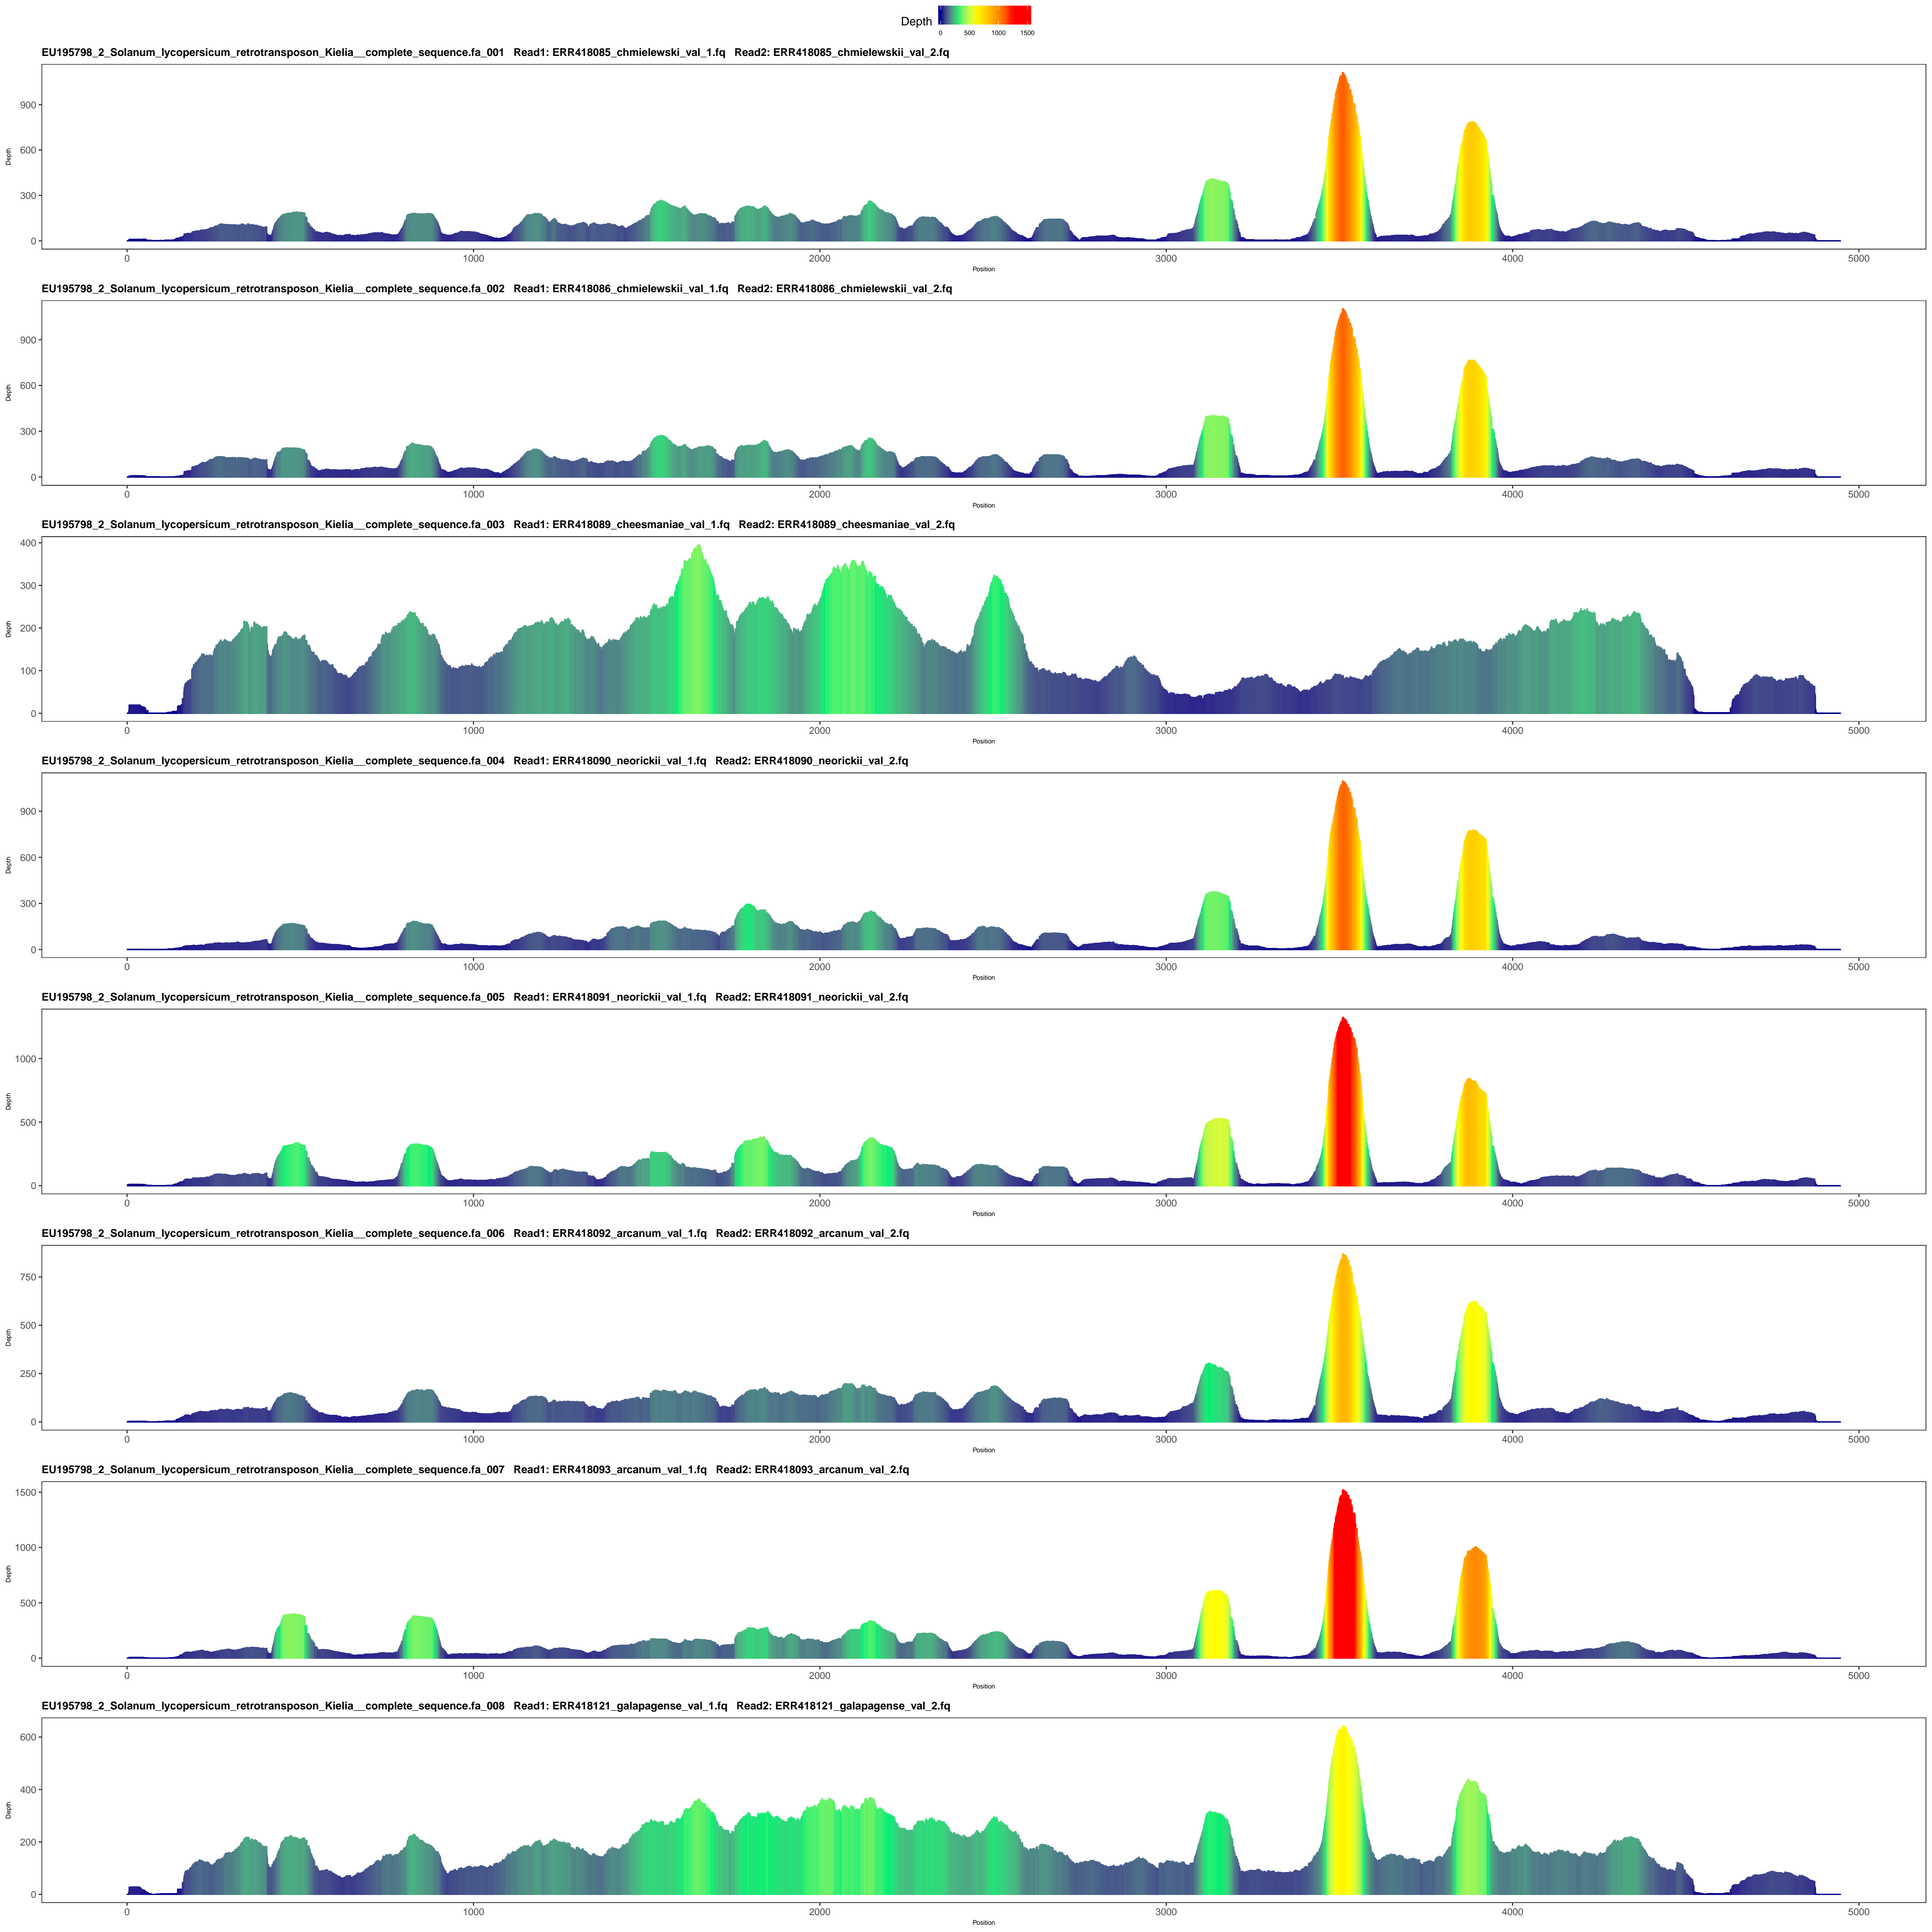 Depth
0 500 1000 1500
EU195798_2_Solanum_lycopersicum_retrotransposon_Kielia__complete_sequence.fa_001 Read1: ERR418085_chmielewski_val_1.fq Read2: ERR418085_chmielewskii_val_2.fq
Depth
900
600
300
0
0 1000 2000 3000 4000 5000
Position
EU195798_2_Solanum_lycopersicum_retrotransposon_Kielia__complete_sequence.fa_002 Read1: ERR418086_chmielewskii_val_1.fq Read2: ERR418086_chmielewskii_val_2.fq
Depth
900
600
300
0
0 1000 2000 3000 4000 5000
Position
EU195798_2_Solanum_lycopersicum_retrotransposon_Kielia__complete_sequence.fa_003 Read1: ERR418089_cheesmaniae_val_1.fq Read2: ERR418089_cheesmaniae_val_2.fq
Depth
400
300
200
100
0
0 1000 2000 3000 4000 5000
Position
EU195798_2_Solanum_lycopersicum_retrotransposon_Kielia__complete_sequence.fa_004 Read1: ERR418090_neorickii_val_1.fq Read2: ERR418090_neorickii_val_2.fq
Depth
900
600
300
0
0 1000 2000 3000 4000 5000
Position
EU195798_2_Solanum_lycopersicum_retrotransposon_Kielia__complete_sequence.fa_005 Read1: ERR418091_neorickii_val_1.fq Read2: ERR418091_neorickii_val_2.fq
Depth
1000
500
0
0 1000 2000 3000 4000 5000
Position
EU195798_2_Solanum_lycopersicum_retrotransposon_Kielia__complete_sequence.fa_006 Read1: ERR418092_arcanum_val_1.fq Read2: ERR418092_arcanum_val_2.fq
Depth
750
500
250
0
0 1000 2000 3000 4000 5000
Position
EU195798_2_Solanum_lycopersicum_retrotransposon_Kielia__complete_sequence.fa_007 Read1: ERR418093_arcanum_val_1.fq Read2: ERR418093_arcanum_val_2.fq
Depth
1500
1000
500
0
0 1000 2000 3000 4000 5000
Position
EU195798_2_Solanum_lycopersicum_retrotransposon_Kielia__complete_sequence.fa_008 Read1: ERR418121_galapagense_val_1.fq Read2: ERR418121_galapagense_val_2.fq
Depth
600
400
200
0
0 1000 2000 3000 4000 5000
Position